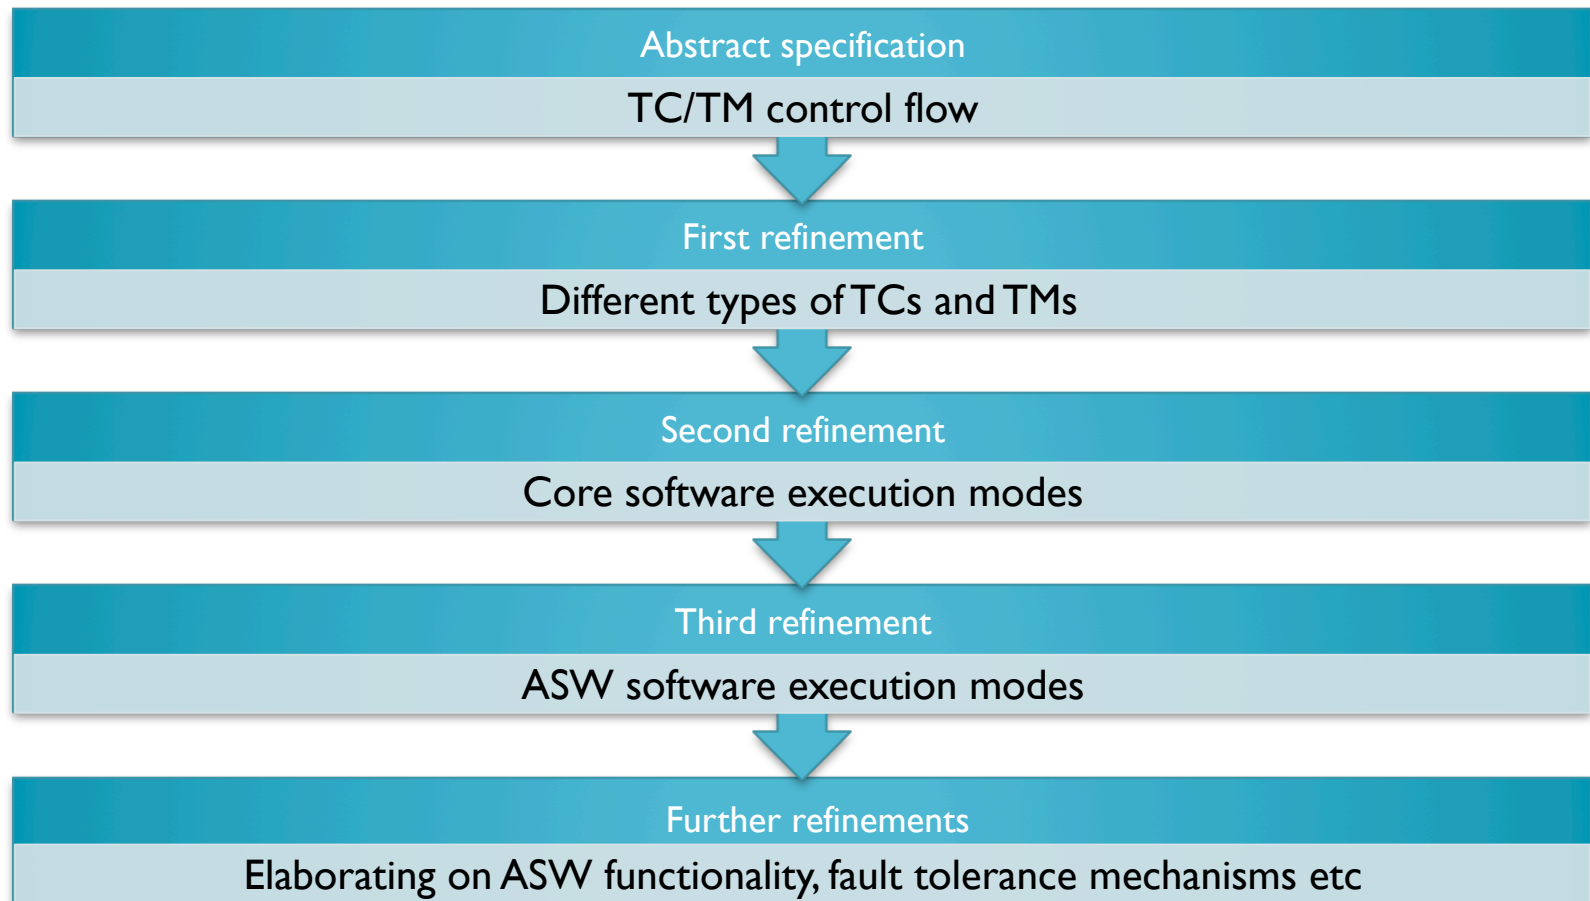 Abstract specification
TC/TM control flow
First refinement
Different types of TCs and TMs
Second refinement
Core software execution modes
Third refinement
ASW software execution modes
Further refinements
Elaborating on ASW functionality, fault tolerance mechanisms etc